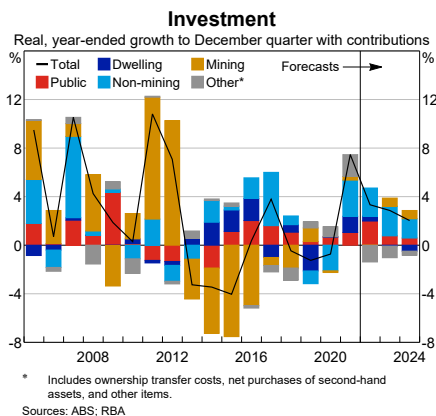 Investment
Real, year-ended growth to December quarter with contributions
% %
Total Dwelling Mining
Public Non-mining Other*
Forecasts
12 12
8 8
4 4
0 0
-4 -4
-8 -8
2008 2012 2016 2020 2024
* Includes ownership transfer costs, net purchases of second-hand
assets, and other items.
Sources: ABS; RBA